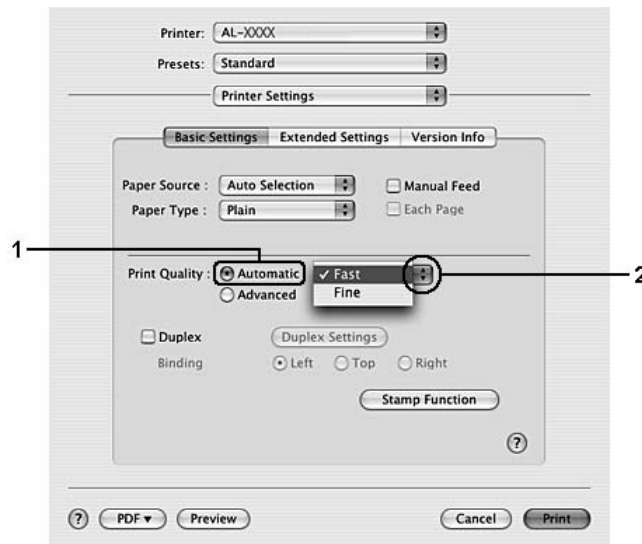 Printer: AL-XXXX
Presets: Standard
Printer Settings
Basic Settings Extended Settings Version Info
Paper Source : Auto Selection Manual Feed
Paper Type : Plain Each Page
1
Print Quality : Automatic ✓ Fast 2
Advanced Fine
Duplex Duplex Settings
Binding Left Top Right
Stamp Function
?
? PDF ▼ Preview Cancel Print